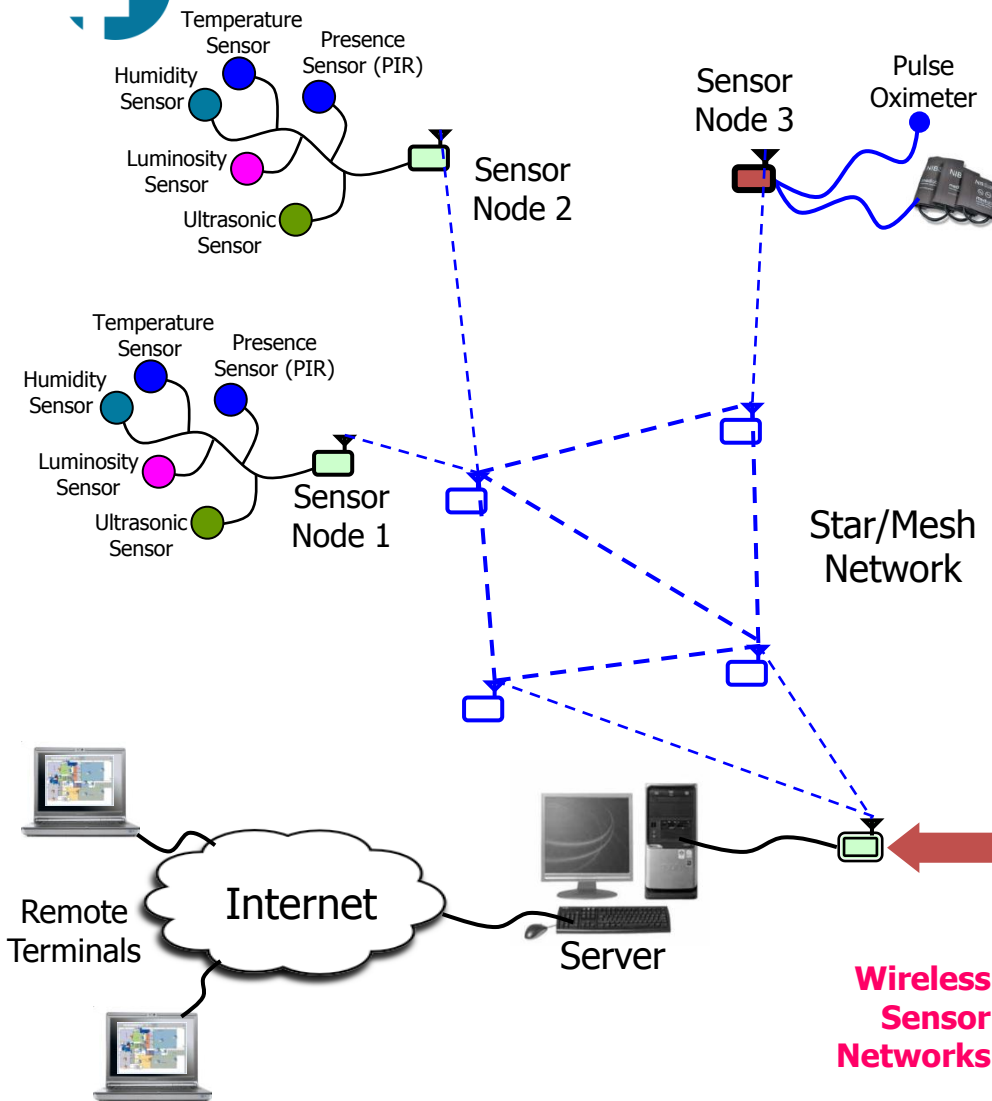 Temperature
Sensor
Presence
Sensor (PIR)
Humidity
Sensor
Luminosity
Sensor
Ultrasonic
Sensor
Sensor
Node 2
Sensor
Node 3
Pulse
Oximeter
NIB
Temperature
Sensor
Presence
Sensor (PIR)
Humidity
Sensor
Luminosity
Sensor
Ultrasonic
Sensor
Sensor
Node 1
Star/Mesh
Network
Remote
Terminals
Internet
Server
Wireless
Sensor
Networks